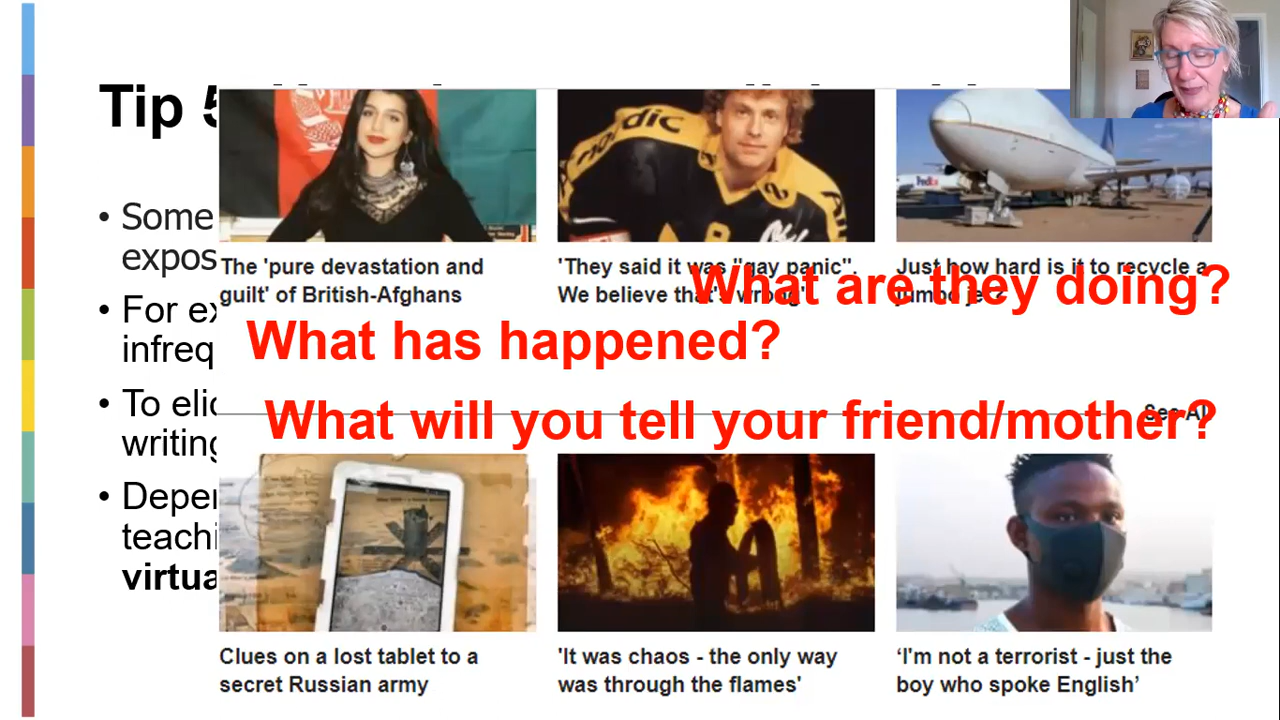 Tip 5
Some
expos
For ex
infreq
To elic
writing
Deper
teachi
virtua
The 'pure devastation and
guilt' of British-Afghans
'They said it was "gay panic".
We believe that's wrong'
Just how hard is it to recycle a
jumbo jet?
What are they doing?
What has happened?
What will you tell your friend/mother?
See All
Clues on a lost tablet to a
secret Russian army
'It was chaos - the only way
was through the flames'
‘I'm not a terrorist - just the
boy who spoke English’
FedEx